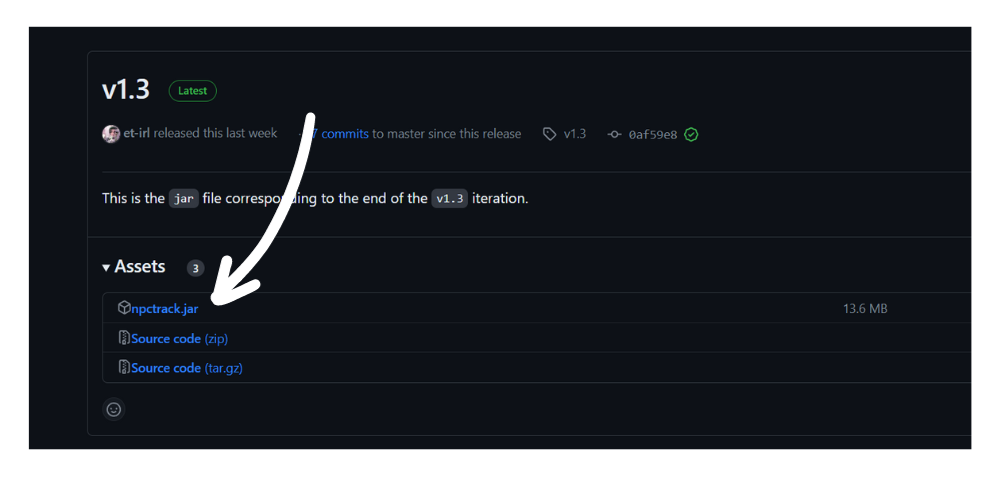 v1.3 Latest
et-irl released this last week 7 commits to master since this release v1.3 0af59e8
This is the jar file corresponding to the end of the v1.3 iteration.
Assets 3
npctrack.jar 13.6 MB
Source code (zip)
Source code (tar.gz)